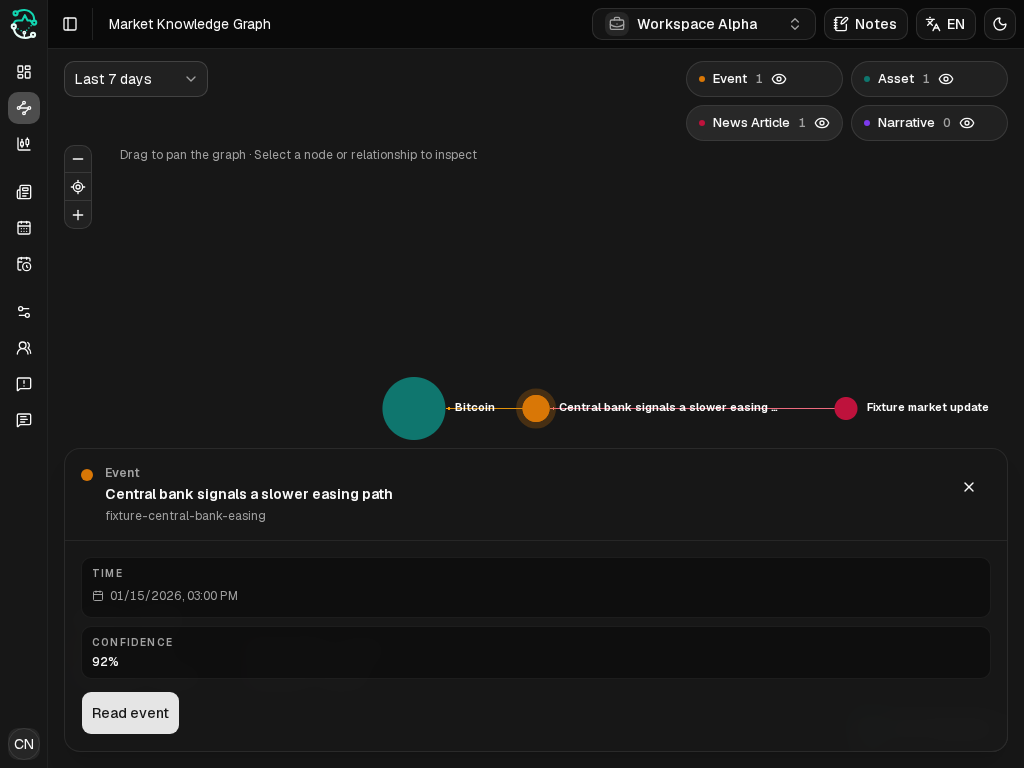 Market Knowledge Graph
Workspace Alpha
Notes
EN
Last 7 days
Event 1
Asset 1
News Article 1
Narrative 0
Drag to pan the graph · Select a node or relationship to inspect
Bitcoin
Central bank signals a slower easing ...
Fixture market update
Event
Central bank signals a slower easing path
fixture-central-bank-easing
TIME
01/15/2026, 03:00 PM
CONFIDENCE
92%
Read event
CN